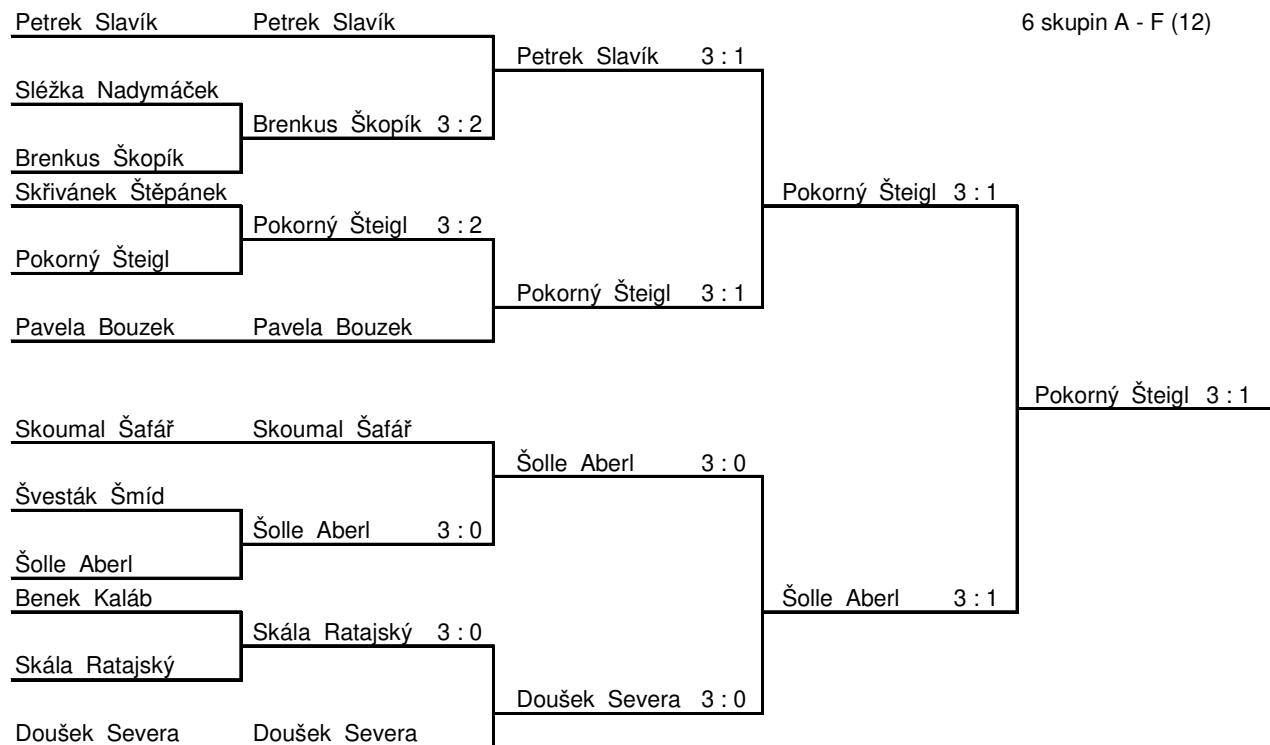 Petrek Slavík Petrek Slavík 6 skupin A - F (12)
Petrek Slavík 3 : 1
Sléžka Nadymáček
Brenkus Škopík 3 : 2
Brenkus Škopík
Skřivánek Štěpánek Pokorný Šteigl 3 : 1
Pokorný Šteigl 3 : 2
Pokorný Šteigl
Pokorný Šteigl 3 : 1
Pavela Bouzek Pavela Bouzek
Pokorný Šteigl 3 : 1
Skoumal Šafář Skoumal Šafář
Šolle Aberl 3 : 0
Švesták Šmíd
Šolle Aberl 3 : 0
Šolle Aberl
Benek Kaláb Šolle Aberl 3 : 1
Skála Ratajský 3 : 0
Skála Ratajský
Doušek Severa 3 : 0
Doušek Severa Doušek Severa